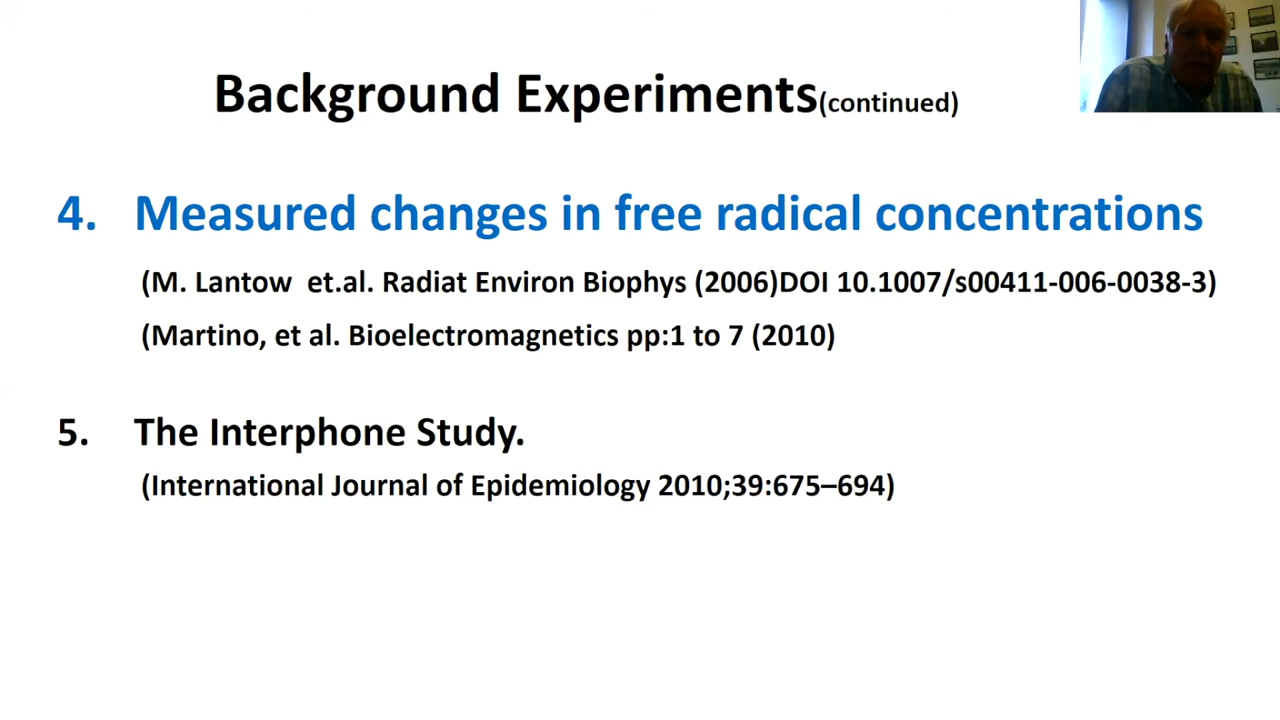 Background Experiments(continued)
4. Measured changes in free radical concentrations
(M. Lantow et.al. Radiat Environ Biophys (2006)DOI 10.1007/s00411-006-0038-3)
(Martino, et al. Bioelectromagnetics pp:1 to 7 (2010)
5. The Interphone Study.
(International Journal of Epidemiology 2010;39:675–694)